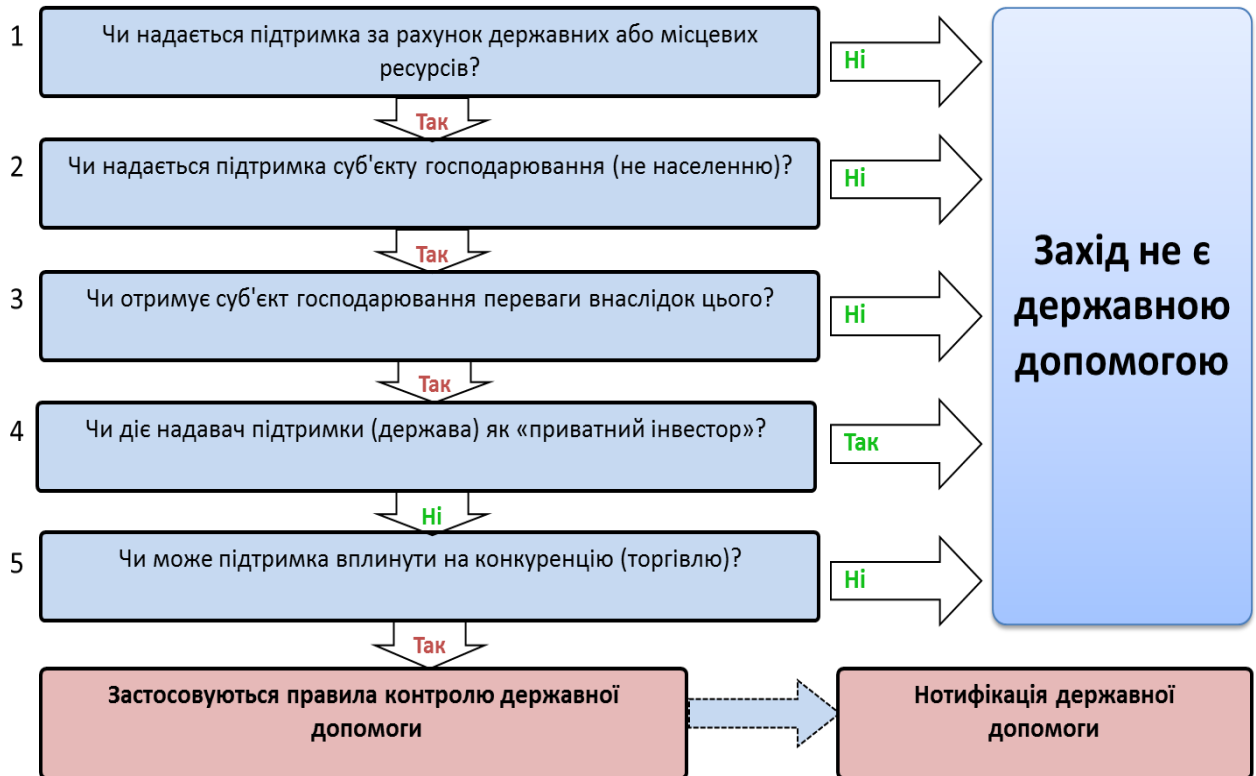 1
Чи надається підтримка за рахунок державних або місцевих
ресурсів?
Ні
Так
2
Чи надається підтримка суб'єкту господарювання (не населенню)?
Ні
Так
3
Чи отримує суб'єкт господарювання переваги внаслідок цього?
Ні
Так
4
Чи діє надавач підтримки (держава) як «приватний інвестор»?
Так
Ні
5
Чи може підтримка вплинути на конкуренцію (торгівлю)?
Ні
Так
Захід не є
державною
допомогою
Застосовуються правила контролю державної
допомоги
Нотифікація державної
допомоги